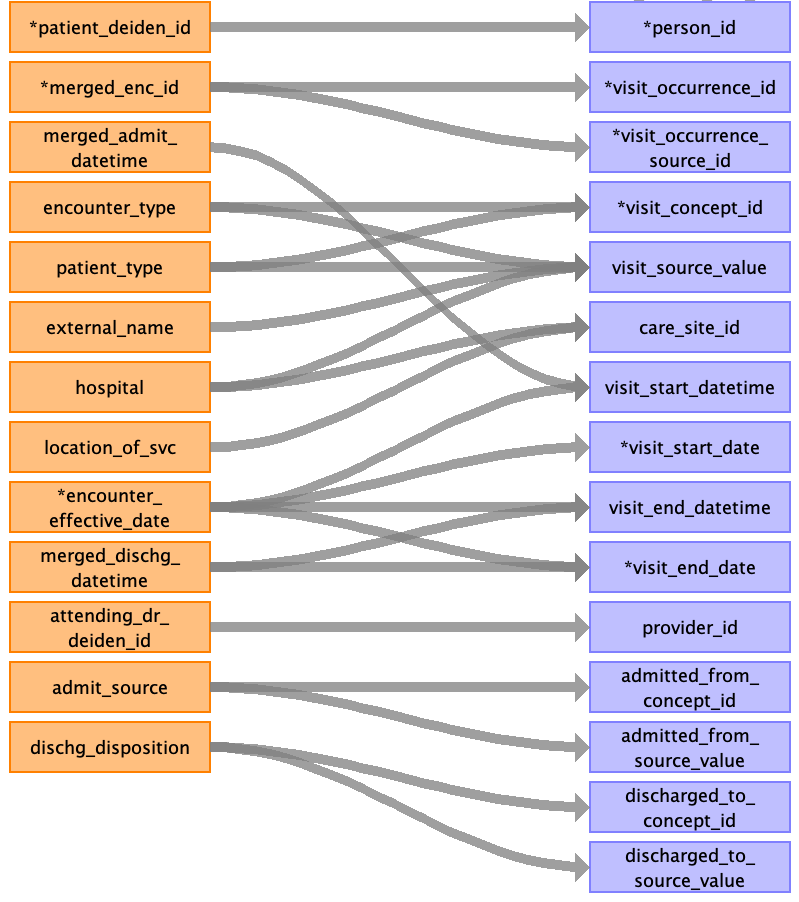 *patient_deiden_id
*person_id
*merged_enc_id
*visit_occurrence_id
merged_admit_
datetime
*visit_occurrence_
source_id
encounter_type
*visit_concept_id
patient_type
visit_source_value
external_name
care_site_id
hospital
visit_start_datetime
location_of_svc
*visit_start_date
*encounter_
effective_date
visit_end_datetime
merged_dischg_
datetime
*visit_end_date
attending_dr_
deiden_id
provider_id
admit_source
admitted_from_
concept_id
dischg_disposition
admitted_from_
source_value
discharged_to_
concept_id
discharged_to_
source_value